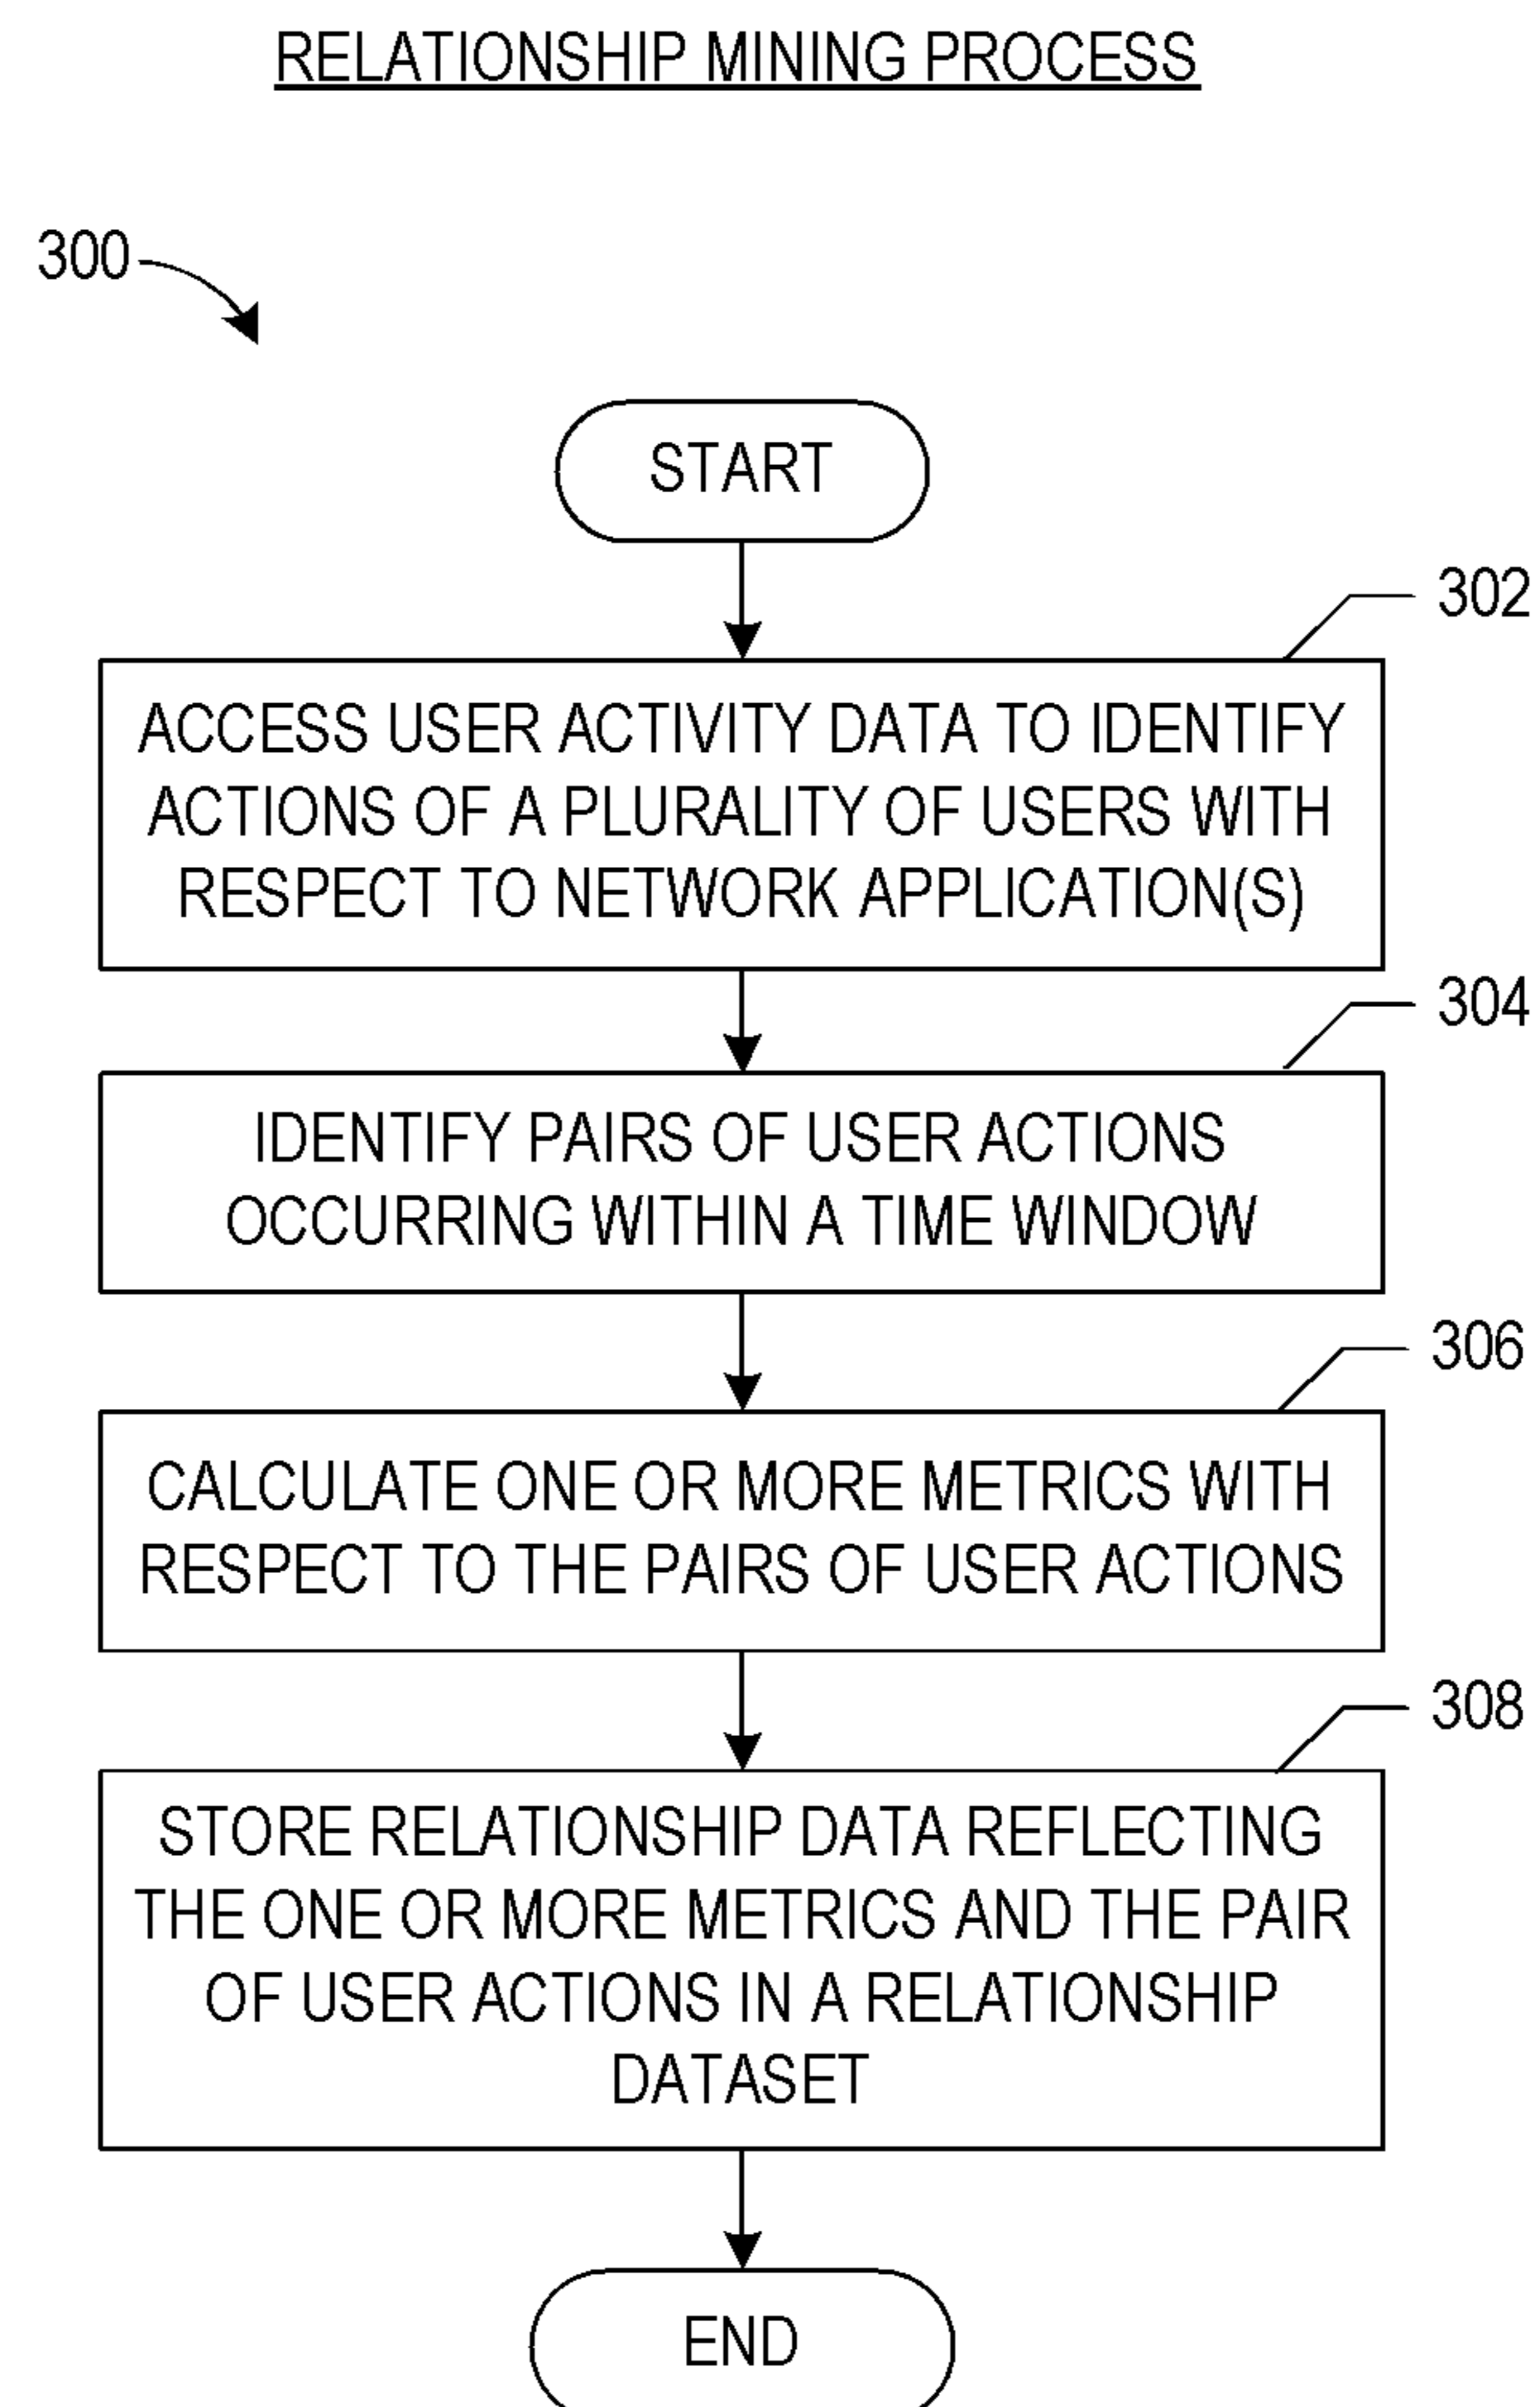 RELATIONSHIP MINING PROCESS
300
START
302
ACCESS USER ACTIVITY DATA TO IDENTIFY
ACTIONS OF A PLURALITY OF USERS WITH
RESPECT TO NETWORK APPLICATION(S)
304
IDENTIFY PAIRS OF USER ACTIONS
OCCURRING WITHIN A TIME WINDOW
306
CALCULATE ONE OR MORE METRICS WITH
RESPECT TO THE PAIRS OF USER ACTIONS
308
STORE RELATIONSHIP DATA REFLECTING
THE ONE OR MORE METRICS AND THE PAIR
OF USER ACTIONS IN A RELATIONSHIP
DATASET
END